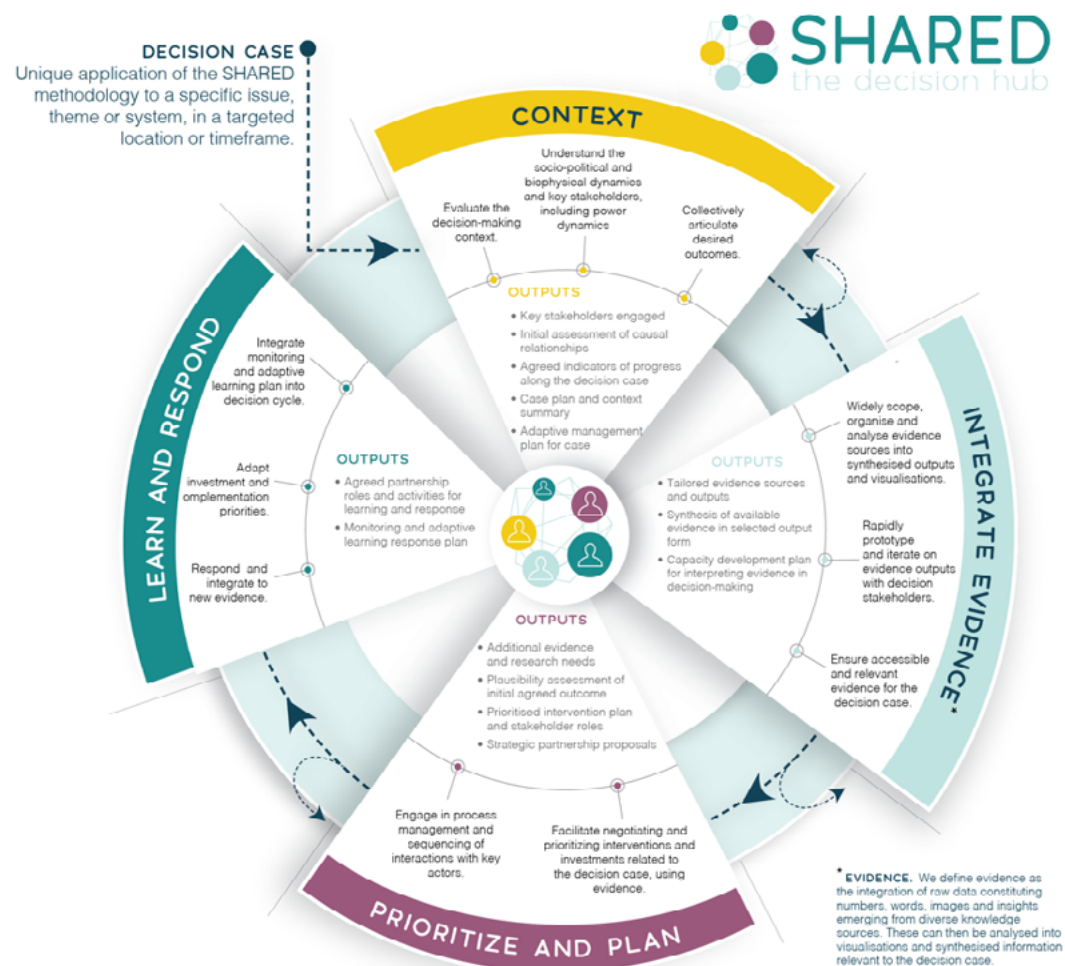 DECISION CASE
Unique application of the SHARED
methodology to a specific issue,
theme or system, in a targeted
location or timeframe.
SHARED
the decision hub
CONTEXT
Evaluate the
decision-making
context.
Understand the
socio-political and
biophysical dynamics
and key stakeholders,
including power
dynamics
Collectively
articulate
desired
outcomes.
OUTPUTS
• Key stakeholders engaged
• Initial assessment of causal
relationships
• Agreed indicators of progress
along the decision case
• Case plan and context
summary
• Adaptive management
plan for case
INTEGRATE EVIDENCE*
Widely scope,
organise and
analyse evidence
sources into
synthesised outputs
and visualisations.
Rapidly
prototype
and iterate on
evidence outputs
with decision
stakeholders.
Ensure accessible
and relevant
evidence for the
decision case.
OUTPUTS
• Tailored evidence sources
and outputs
• Synthesis of available
evidence in selected output
form
• Capacity development plan
for interpreting evidence in
decision-making
PRIORITIZE AND PLAN
OUTPUTS
• Additional evidence
and research needs
• Plausibility assessment of
initial agreed outcome
• Prioritised intervention plan
and stakeholder roles
• Strategic partnership proposals
Engage in process
management and
sequencing of
interactions with key
actors.
Facilitate negotiating and
prioritizing interventions and
investments related to
the decision case, using
evidence.
LEARN AND RESPOND
Integrate
monitoring
and adaptive
learning plan into
decision cycle.
Adapt
investment and
omplementation
priorities.
Respond and
integrate to
new evidence.
OUTPUTS
• Agreed partnership
roles and activities for
learning and response
• Monitoring and adaptive
learning response plan
* EVIDENCE. We define evidence as
the integration of raw data constituting
numbers, words, images and insights
emerging from diverse knowledge
sources. These can then be analysed into
visualisations and synthesised information
relevant to the decision case.